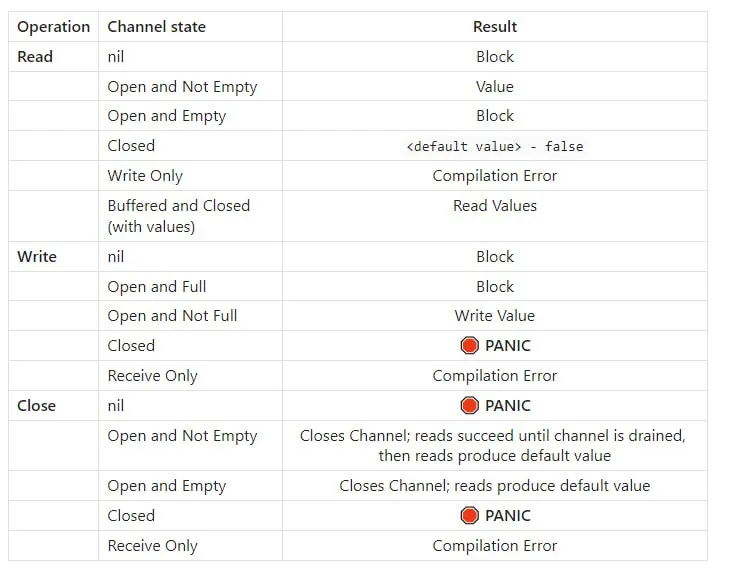 Operation Channel state Result
Read nil Block
Open and Not Empty Value
Open and Empty Block
Closed <default value> - false
Write Only Compilation Error
Buffered and Closed Read Values
(with values)
Write nil Block
Open and Full Block
Open and Not Full Write Value
Closed PANIC
Receive Only Compilation Error
Close nil PANIC
Open and Not Empty Closes Channel; reads succeed until channel is drained,
then reads produce default value
Open and Empty Closes Channel; reads produce default value
Closed PANIC
Receive Only Compilation Error